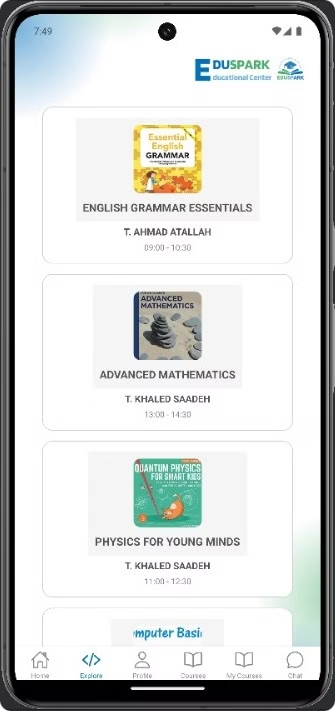 7:49
EDUSPARK
Educational Center
EDUSPARK
Essential
English
GRAMMAR
ENGLISH GRAMMAR ESSENTIALS
T. AHMAD ATALLAH
09:00 - 10:30
ADVANCED
MATHEMATICS
ADVANCED MATHEMATICS
T. KHALED SAADEH
13:00 - 14:30
QUANTUM PHYSICS
FOR SMART KIDS
PHYSICS FOR YOUNG MINDS
T. KHALED SAADEH
11:00 - 12:30
mputer Basi
Home
Explore
Profile
Courses
My Courses
Chat